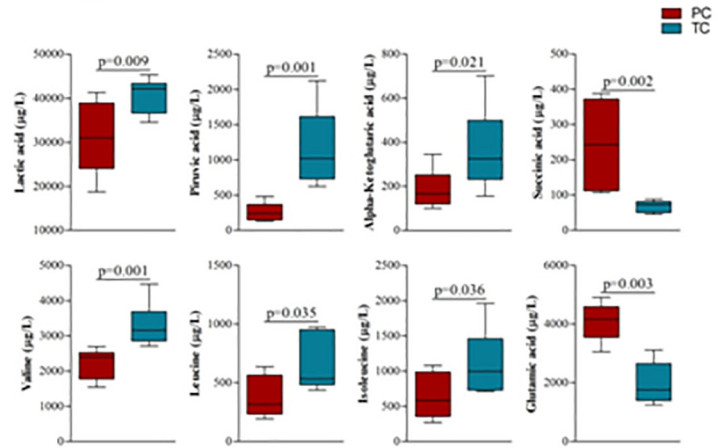 PC
TC
Lactic acid (µg/L)
50000
40000
30000
20000
10000
p=0.009
Piruvic acid (µg/L)
2500
2000
1500
1000
500
0
p=0.001
Alpha-Ketoglutaric acid (µg/L)
800
600
400
200
0
p=0.021
Succinic acid (µg/L)
500
400
300
200
100
0
p=0.002
Valine (µg/L)
5000
4000
3000
2000
1000
0
p=0.001
Leucine (µg/L)
1500
1000
500
0
p=0.035
Isoleucine (µg/L)
2500
2000
1500
1000
500
0
p=0.036
Glutamic acid (µg/L)
6000
4000
2000
0
p=0.003